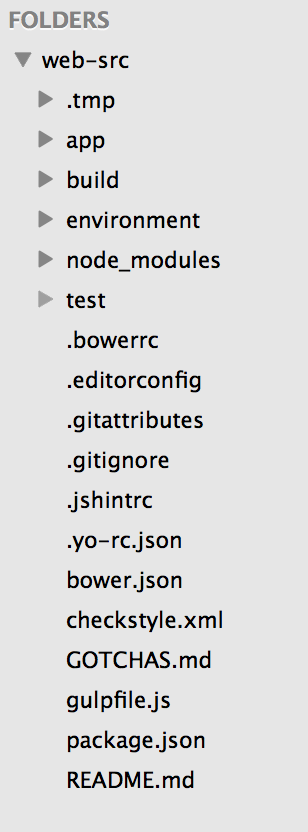 FOLDERS
web-src
.tmp
app
build
environment
node_modules
test
.bowerrc
.editorconfig
.gitattributes
.gitignore
.jshintrc
.yo-rc.json
bower.json
checkstyle.xml
GOTCHAS.md
gulpfile.js
package.json
README.md